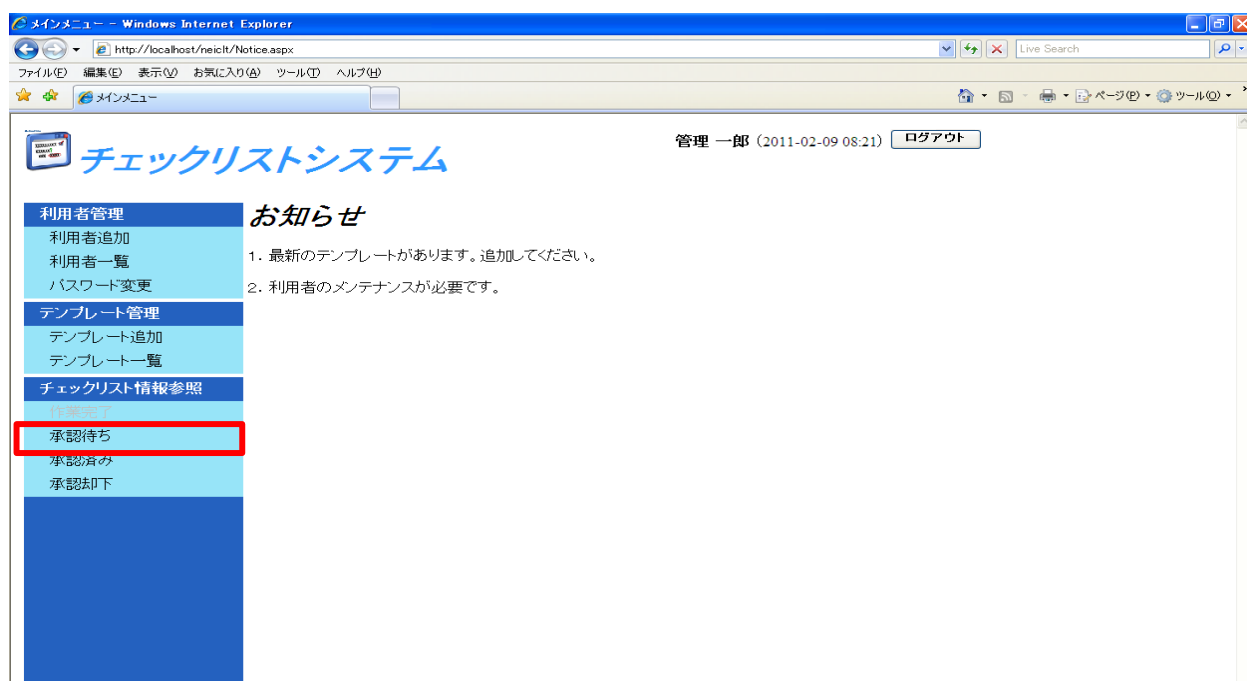 メインメニュー - Windows Internet Explorer
http://localhost/neiclt/Notice.aspx
Live Search
ファイル(F) 編集(E) 表示(V) お気に入り(A) ツール(T) ヘルプ(H)
メインメニュー
ページ(P) ツール(O)
チェックリストシステム
管理 一郎 (2011-02-09 08:21) ログアウト
利用者管理
利用者追加
利用者一覧
パスワード変更
テンプレート管理
テンプレート追加
テンプレート一覧
チェックリスト情報参照
作業完了
承認待ち
承認済み
承認却下
お知らせ
1. 最新のテンプレートがあります。追加してください。
2. 利用者のメンテナンスが必要です。